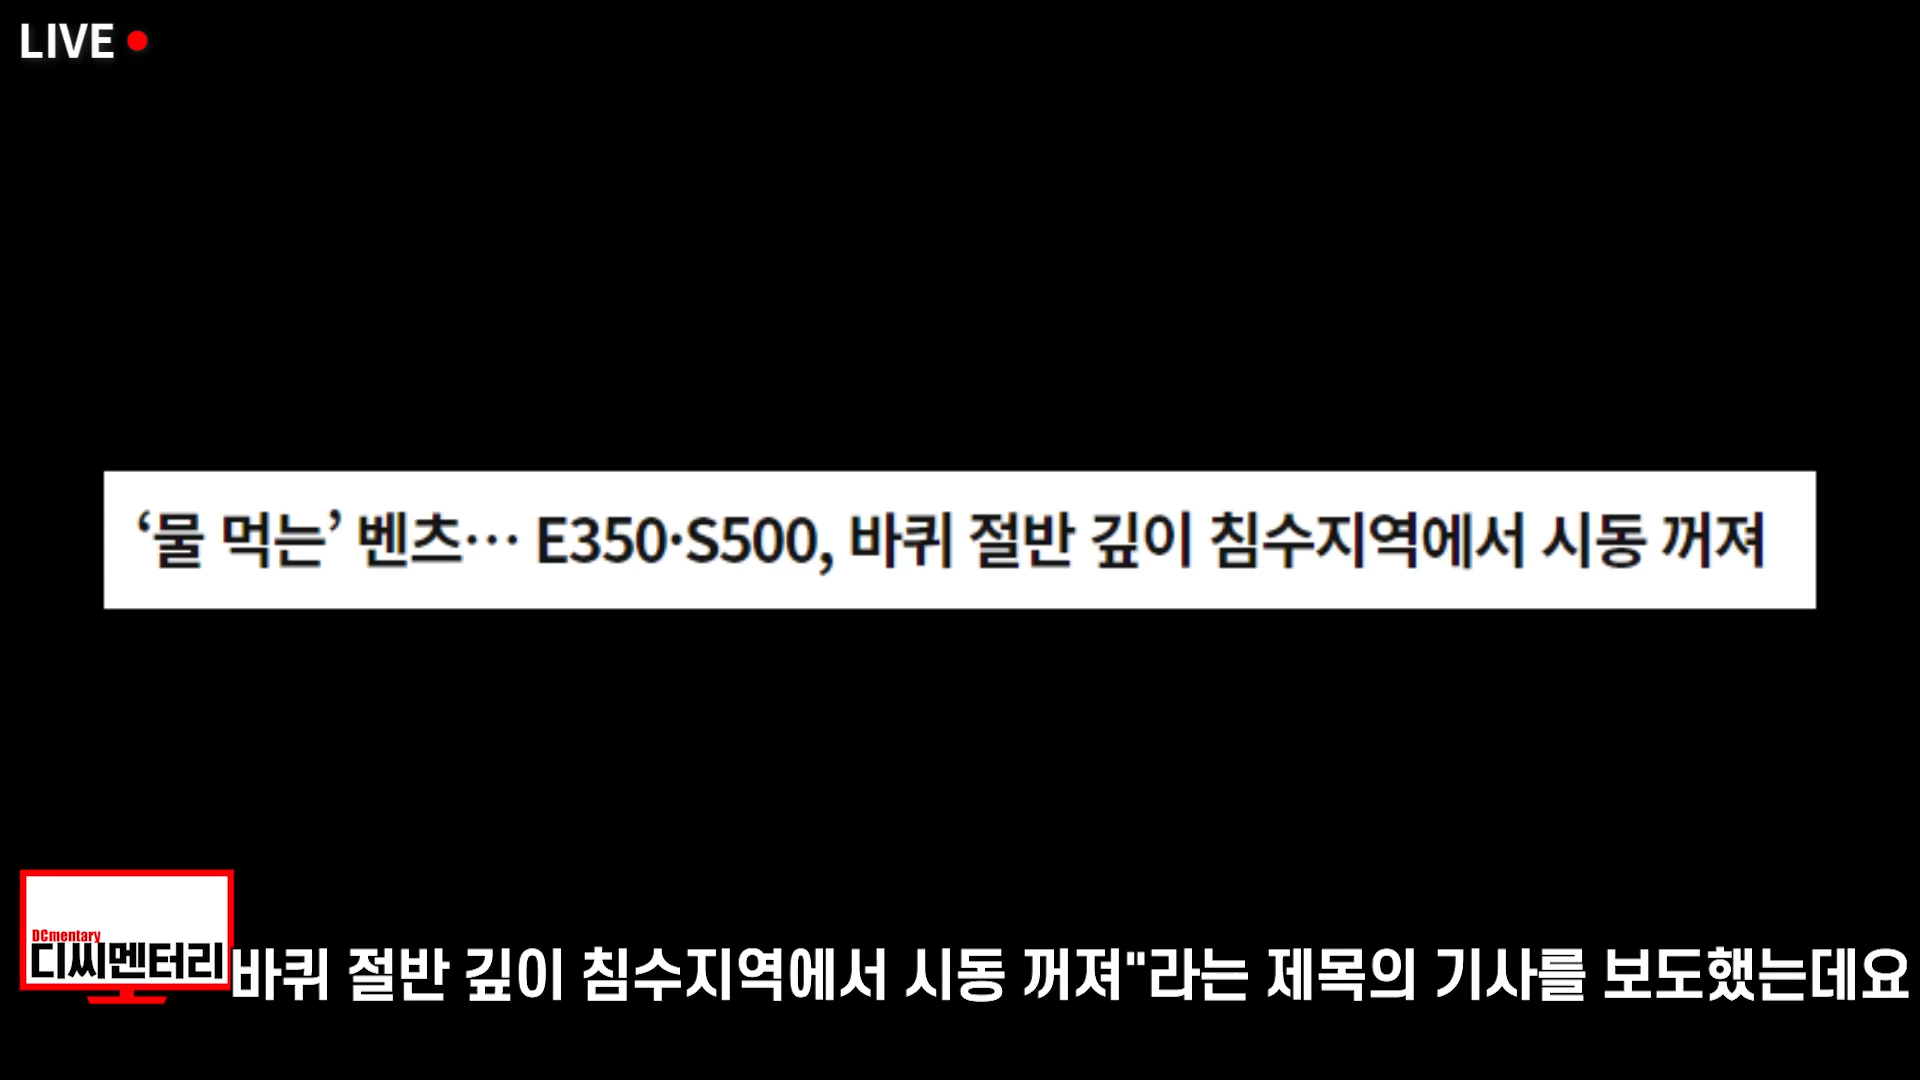 LIVE
‘물 먹는’ 벤츠… E350·S500, 바퀴 절반 깊이 침수지역에서 시동 꺼져
DCmentary
디씨멘터리
바퀴 절반 깊이 침수지역에서 시동 꺼져"라는 제목의 기사를 보도했는데요